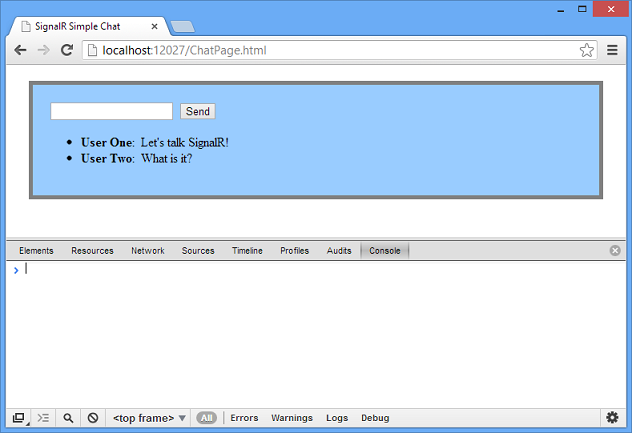 SignalR Simple Chat
localhost:12027/ChatPage.html
Send
User One: Let's talk SignalR!
User Two: What is it?
Elements Resources Network Sources Timeline Profiles Audits Console
<top frame> All Errors Warnings Logs Debug